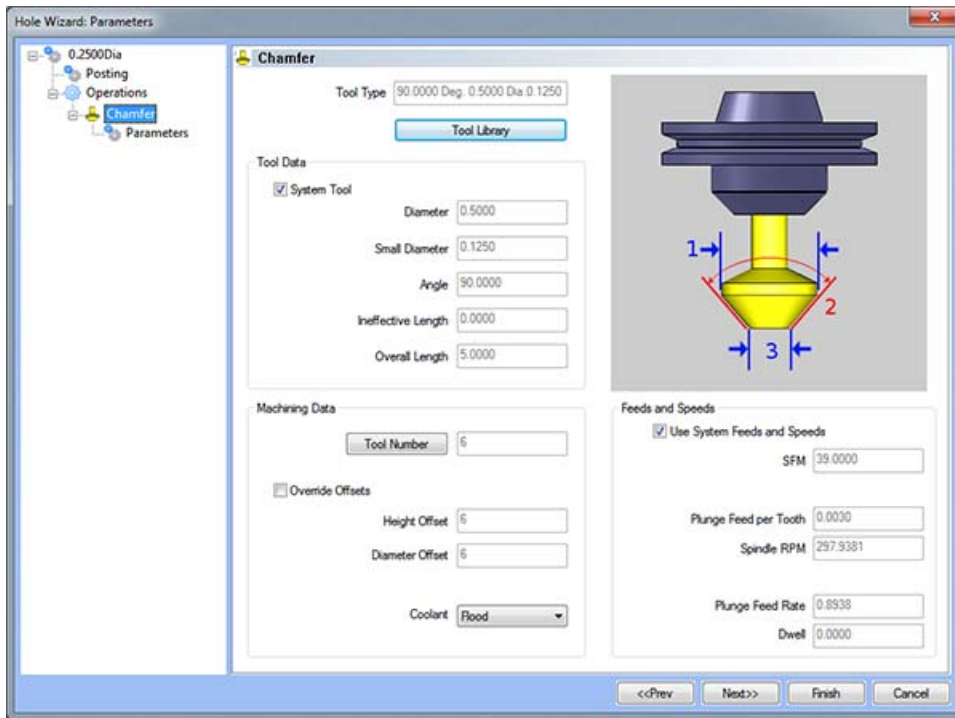 Hole Wizard: Parameters
0.2500Dia
Posting
Operations
Chamfer
Parameters
Chamfer
Tool Type 90.0000 Deg. 0.5000 Dia.0.1250
Tool Library
Tool Data
System Tool
Diameter 0.5000
Small Diameter 0.1250
Angle 90.0000
Ineffective Length 0.0000
Overall Length 5.0000
1
2
3
Machining Data
Tool Number 6
Override Offsets
Height Offset 6
Diameter Offset 6
Coolant Flood
Feeds and Speeds
Use System Feeds and Speeds
SFM 39.0000
Plunge Feed per Tooth 0.0030
Spindle RPM 297.9381
Plunge Feed Rate 0.8938
Dwell 0.0000
<<Prev Next>> Finish Cancel